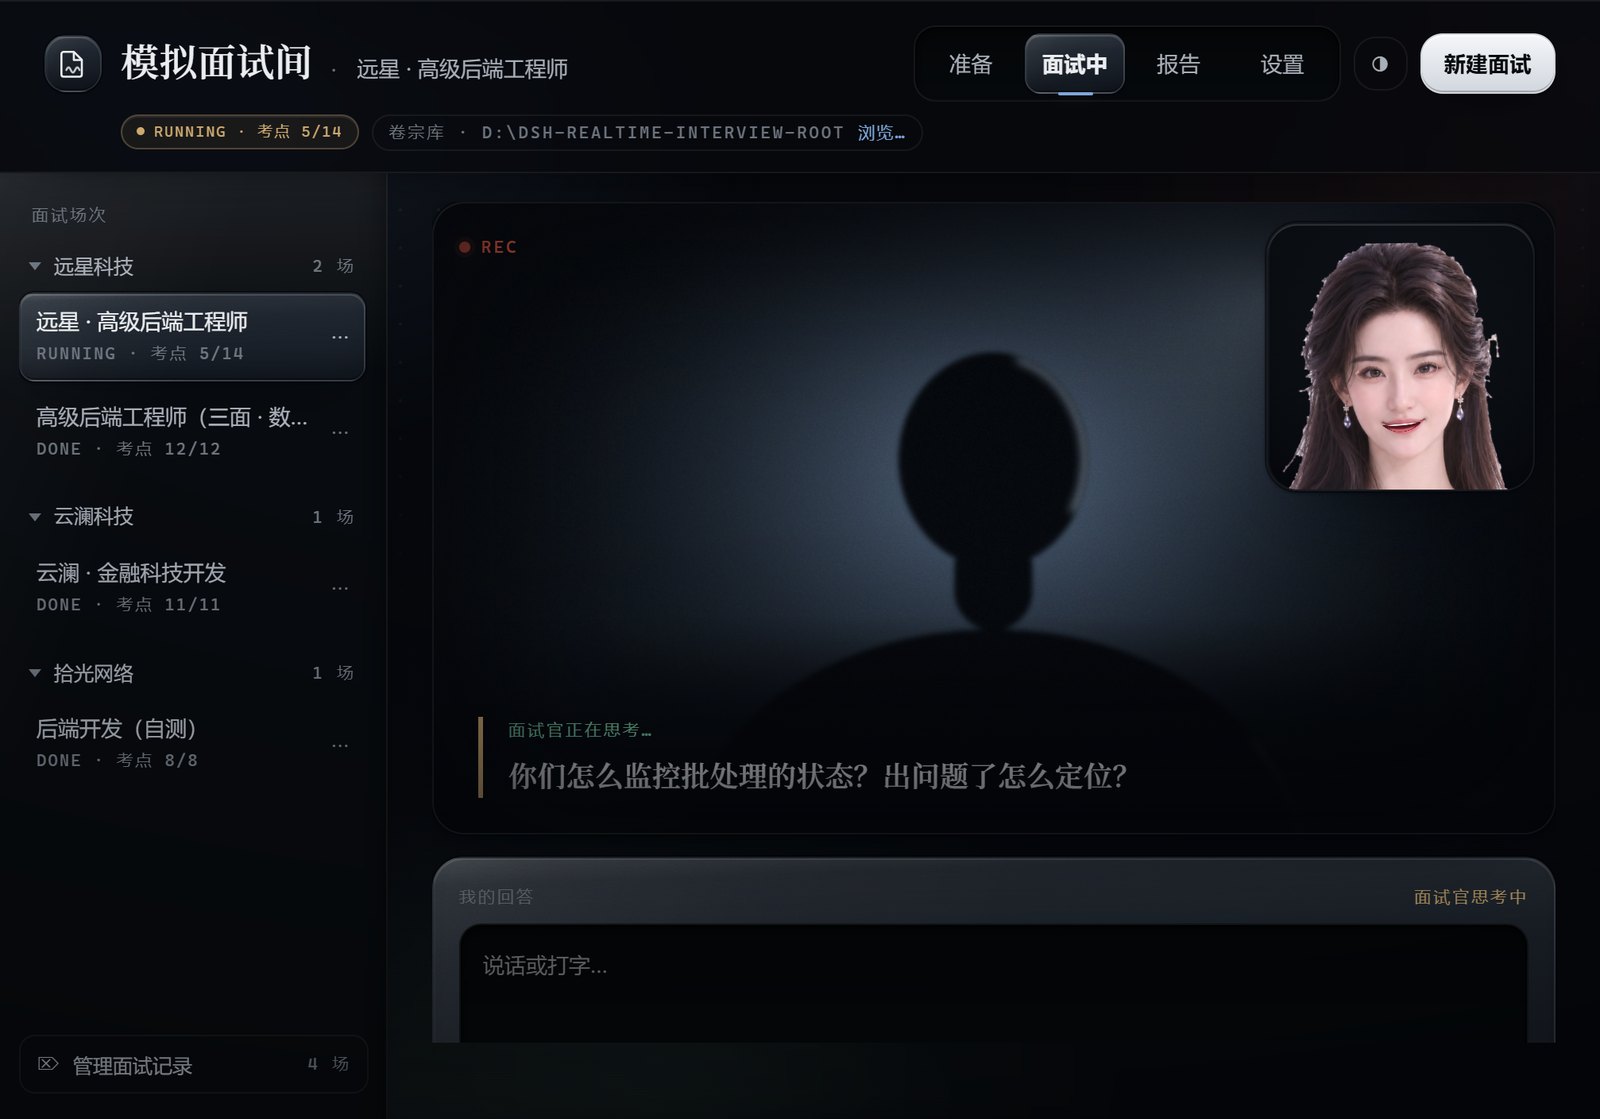 模拟面试间 · 远星 · 高级后端工程师
准备 面试中 报告 设置 新建面试
RUNNING · 考点 5/14 卷宗库 · D:\DSH-REALTIME-INTERVIEW-ROOT 浏览…
面试场次
远星科技 2 场
远星 · 高级后端工程师 …
RUNNING · 考点 5/14
高级后端工程师（三面 · 数… …
DONE · 考点 12/12
云澜科技 1 场
云澜 · 金融科技开发 …
DONE · 考点 11/11
拾光网络 1 场
后端开发（自测） …
DONE · 考点 8/8
管理面试记录 4 场
REC
面试官正在思考…
你们怎么监控批处理的状态？出问题了怎么定位？
我的回答 面试官思考中
说话或打字…